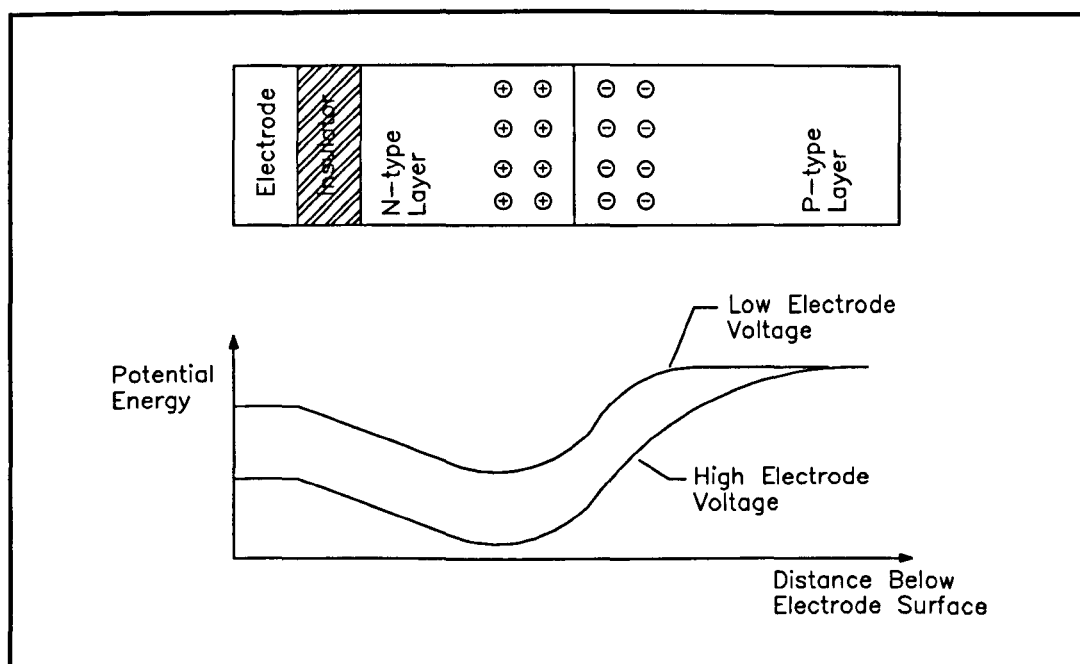 Electrode
Insulator
N-type
Layer
P-type
Layer
Low Electrode
Voltage
Potential
Energy
High Electrode
Voltage
Distance Below
Electrode Surface